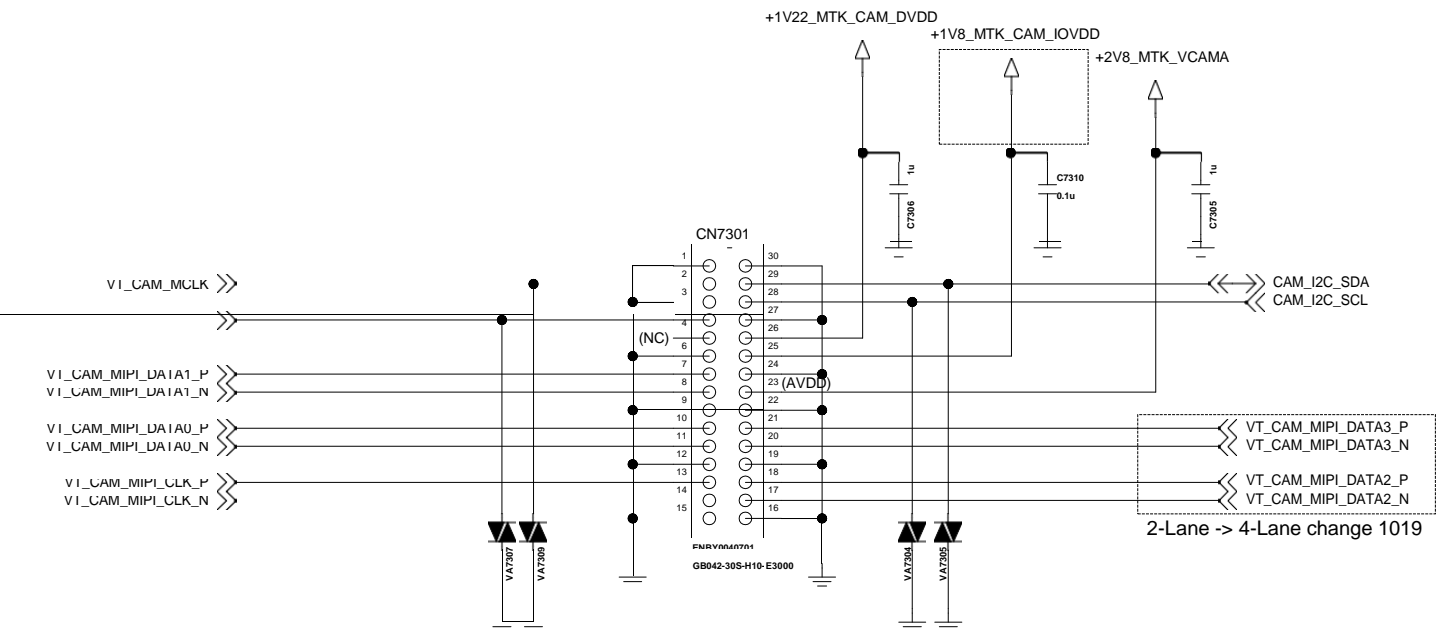 +1V22_MTK_CAM_DVDD
+1V8_MTK_CAM_IOVDD
+2V8_MTK_VCAMA
1u
C7306
C7310
0.1u
1u
C7305
CN7301
1
30
2
29
3
28
27
4
26
(NC)
6
25
7
24
8
23
(AVDD)
9
22
10
21
11
20
12
19
13
18
14
17
15
16
VT_CAM_MCLK
CAM_I2C_SDA
CAM_I2C_SCL
VT_CAM_MIPI_DATA1_P
VT_CAM_MIPI_DATA1_N
VT_CAM_MIPI_DATA0_P
VT_CAM_MIPI_DATA0_N
VT_CAM_MIPI_CLK_P
VT_CAM_MIPI_CLK_N
VT_CAM_MIPI_DATA3_P
VT_CAM_MIPI_DATA3_N
VT_CAM_MIPI_DATA2_P
VT_CAM_MIPI_DATA2_N
2-Lane -> 4-Lane change 1019
VA7307
VA7309
VA7304
VA7305
ENBY0040701
GB042-30S-H10-E3000